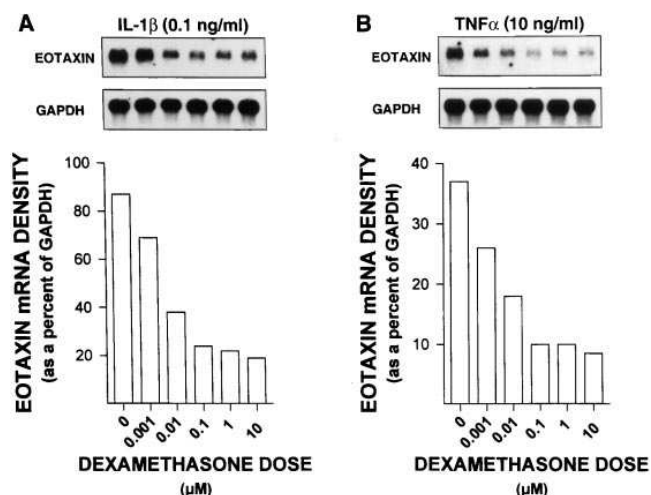 A
IL-1β (0.1 ng/ml)
EOTAXIN
GAPDH
EOTAXIN mRNA DENSITY
(as a percent of GAPDH)
100
80
60
40
20
0
0.001
0.01
0.1
1
10
DEXAMETHASONE DOSE
(μM)
B
TNFα (10 ng/ml)
EOTAXIN
GAPDH
EOTAXIN mRNA DENSITY
(as a percent of GAPDH)
40
30
20
10
0
0.001
0.01
0.1
1
10
DEXAMETHASONE DOSE
(μM)